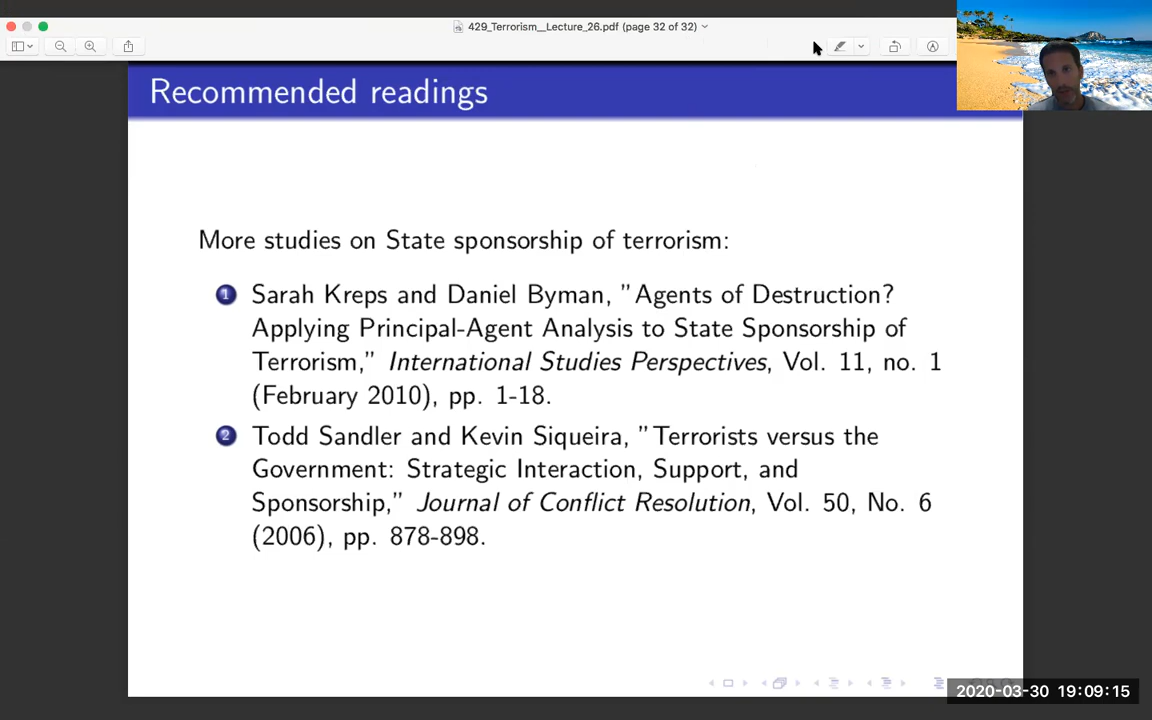 429_Terrorism__Lecture_26.pdf (page 32 of 32)
Recommended readings
More studies on State sponsorship of terrorism:
1 Sarah Kreps and Daniel Byman, ”Agents of Destruction?
Applying Principal-Agent Analysis to State Sponsorship of
Terrorism,” International Studies Perspectives, Vol. 11, no. 1
(February 2010), pp. 1-18.
2 Todd Sandler and Kevin Siqueira, ”Terrorists versus the
Government: Strategic Interaction, Support, and
Sponsorship,” Journal of Conflict Resolution, Vol. 50, No. 6
(2006), pp. 878-898.
2020-03-30 19:09:15